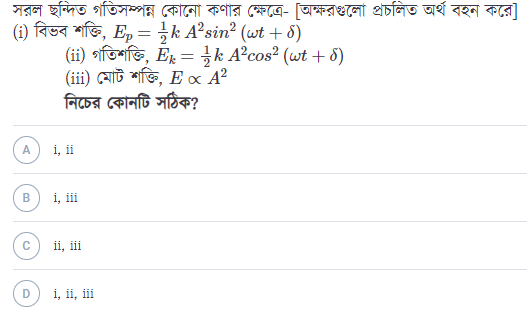 সরল ছন্দিত গতিসম্পন্ন কোনো কণার ক্ষেত্রে- [অক্ষরগুলো প্রচলিত অর্থ বহন করে]
(i) বিভব শক্তি, E_p = 1/2 k A² sin² (ωt + δ)
(ii) গতিশক্তি, E_k = 1/2 k A² cos² (ωt + δ)
(iii) মোট শক্তি, E ∝ A²
নিচের কোনটি সঠিক?
A i, ii
B i, iii
C ii, iii
D i, ii, iii